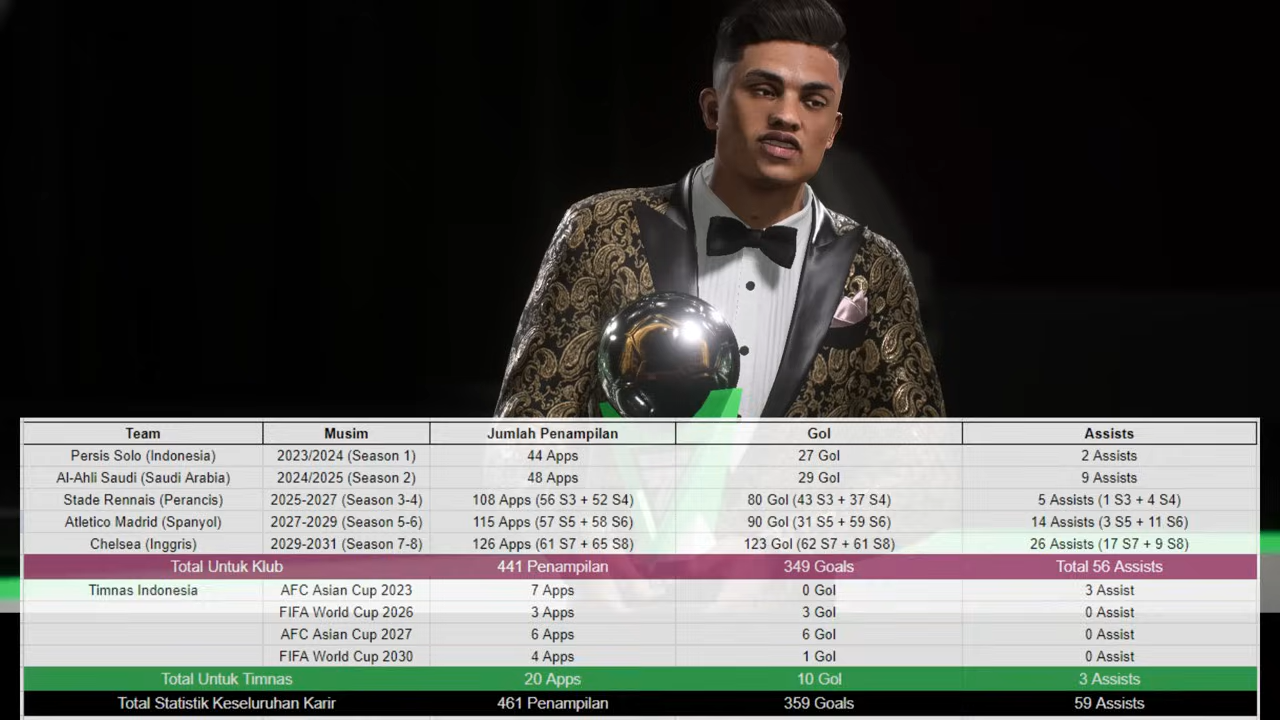 Team Musim Jumlah Penampilan Gol Assists
Persis Solo (Indonesia) 2023/2024 (Season 1) 44 Apps 27 Gol 2 Assists
Al-Ahli Saudi (Saudi Arabia) 2024/2025 (Season 2) 48 Apps 29 Gol 9 Assists
Stade Rennais (Perancis) 2025-2027 (Season 3-4) 108 Apps (56 S3 + 52 S4) 80 Gol (43 S3 + 37 S4) 5 Assists (1 S3 + 4 S4)
Atletico Madrid (Spanyol) 2027-2029 (Season 5-6) 115 Apps (57 S5 + 58 S6) 90 Gol (31 S5 + 59 S6) 14 Assists (3 S5 + 11 S6)
Chelsea (Inggris) 2029-2031 (Season 7-8) 126 Apps (61 S7 + 65 S8) 123 Gol (62 S7 + 61 S8) 26 Assists (17 S7 + 9 S8)
Total Untuk Klub 441 Penampilan 349 Goals Total 56 Assists
Timnas Indonesia AFC Asian Cup 2023 7 Apps 0 Gol 3 Assist
FIFA World Cup 2026 3 Apps 3 Gol 0 Assist
AFC Asian Cup 2027 6 Apps 6 Gol 0 Assist
FIFA World Cup 2030 4 Apps 1 Gol 0 Assist
Total Untuk Timnas 20 Apps 10 Gol 3 Assists
Total Statistik Keseluruhan Karir 461 Penampilan 359 Goals 59 Assists